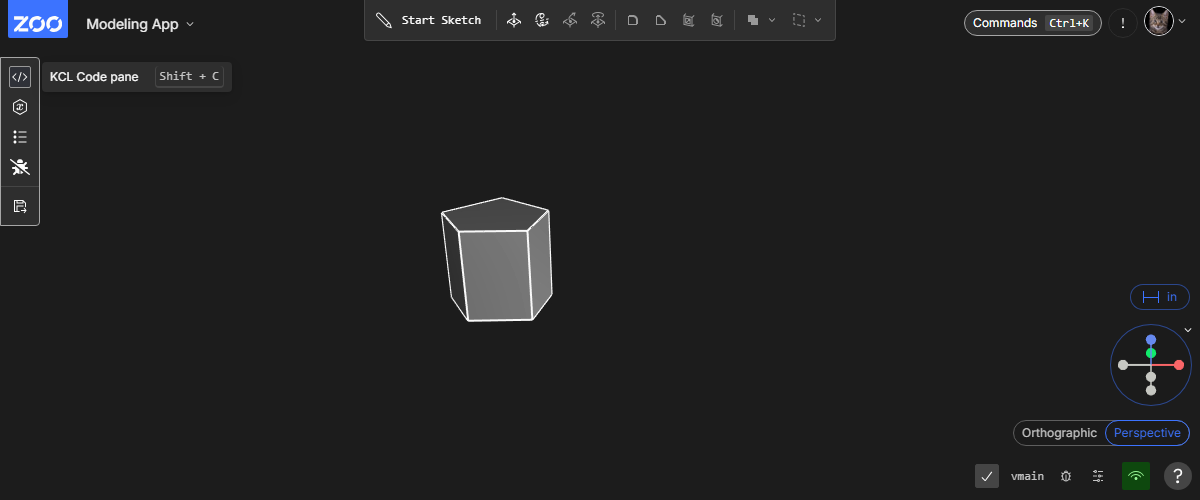 ZOO
Modeling App
Start Sketch
Commands Ctrl+K
!
KCL Code pane Shift + C
in
Orthographic Perspective
vmain
?